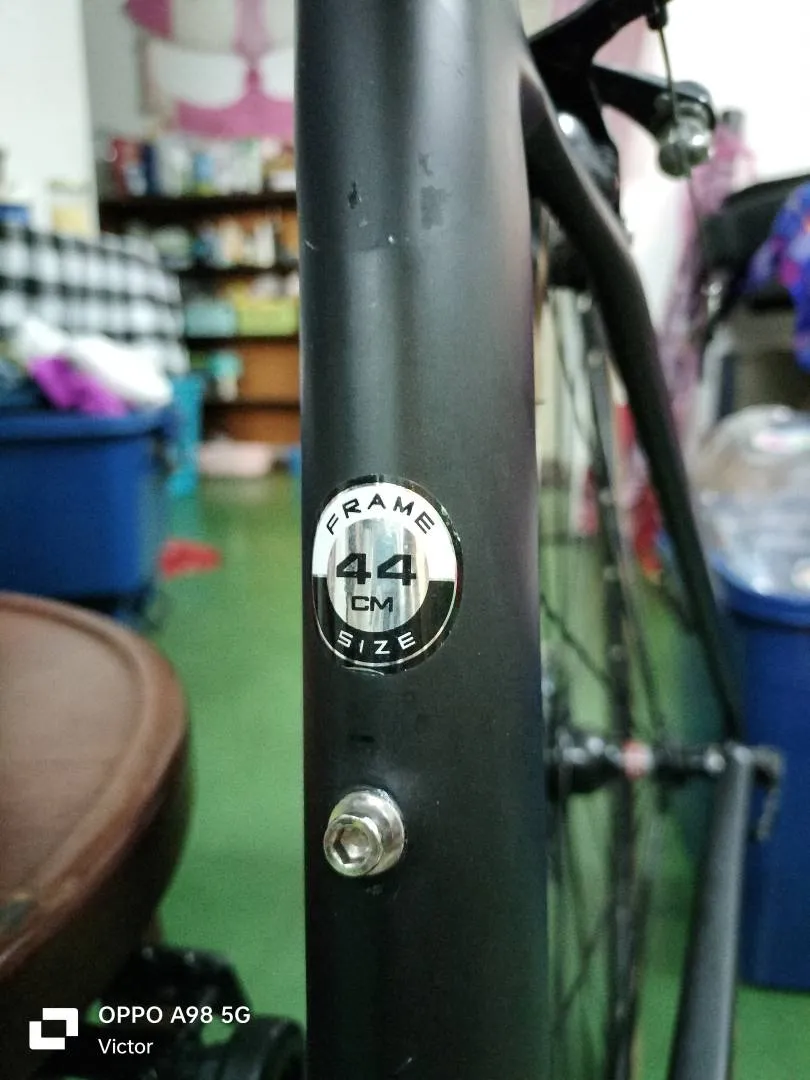 FRAME
44
CM
SIZE
OPPO A98 5G
Victor